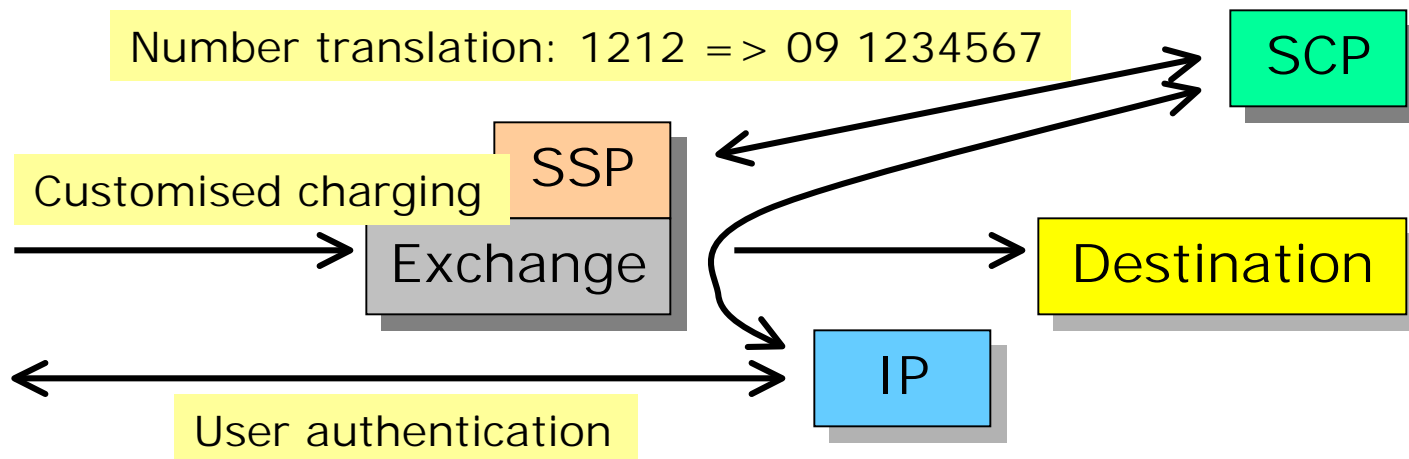 Number translation: 1212 => 09 1234567
SCP
SSP
Customised charging
Exchange
Destination
IP
User authentication